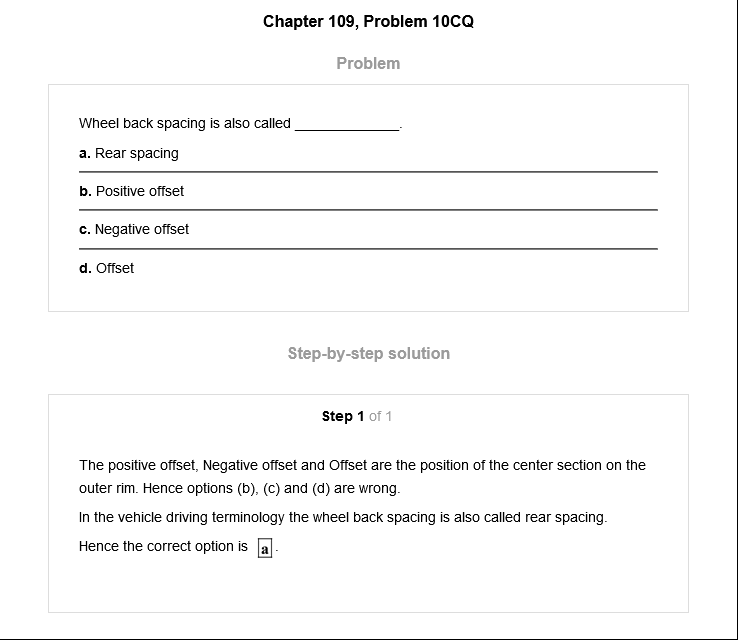 Chapter 109, Problem 10CQ
Problem
Wheel back spacing is also called _____________.
a. Rear spacing
b. Positive offset
c. Negative offset
d. Offset
Step-by-step solution
Step 1 of 1
The positive offset, Negative offset and Offset are the position of the center section on the
outer rim. Hence options (b), (c) and (d) are wrong.
In the vehicle driving terminology the wheel back spacing is also called rear spacing.
Hence the correct option is a.